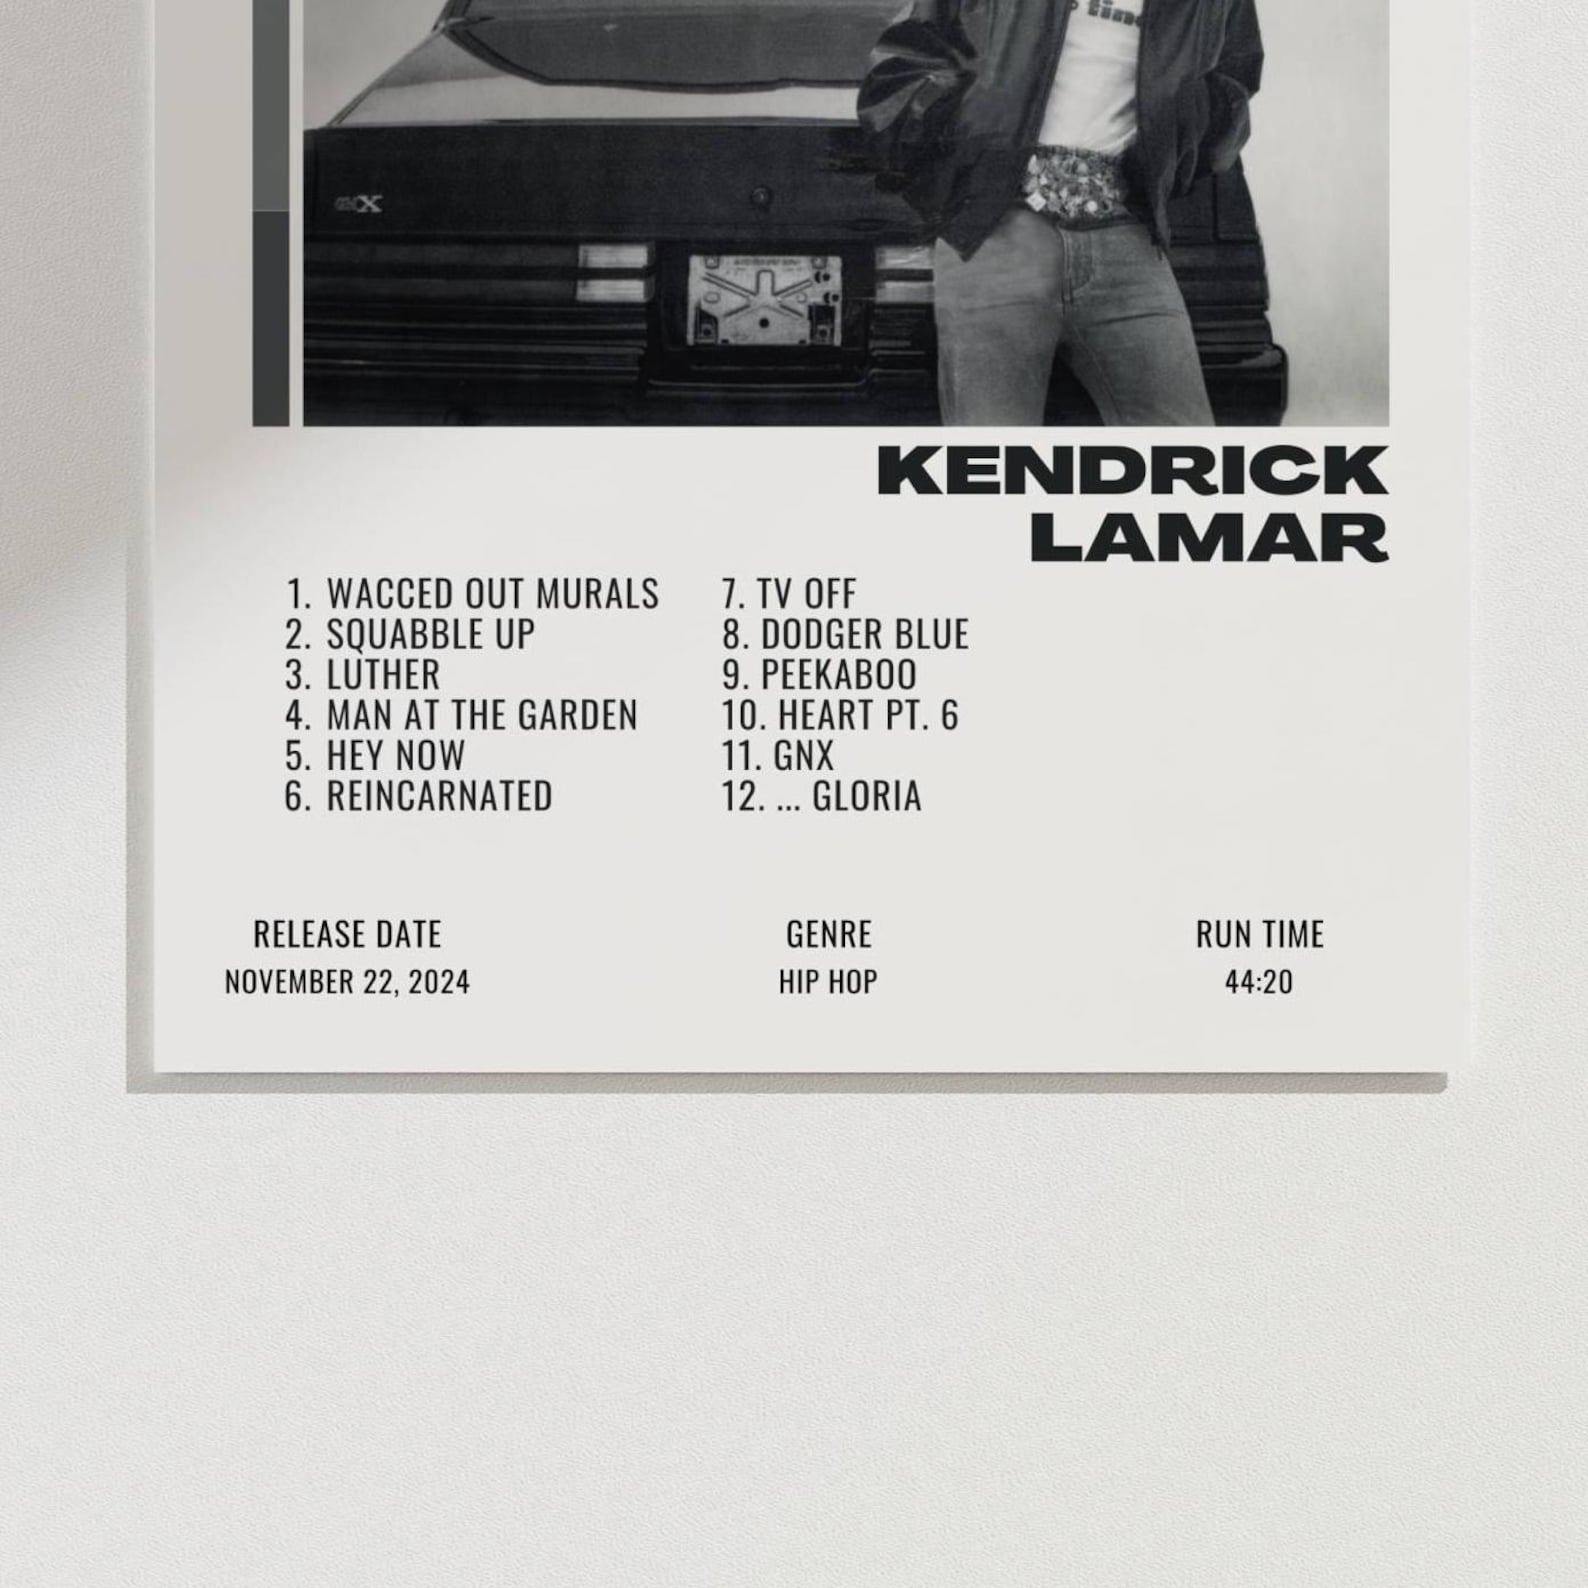 GNX
KENDRICK
LAMAR
1. WACCED OUT MURALS
2. SQUABBLE UP
3. LUTHER
4. MAN AT THE GARDEN
5. HEY NOW
6. REINCARNATED
7. TV OFF
8. DODGER BLUE
9. PEEKABOO
10. HEART PT. 6
11. GNX
12. ... GLORIA
RELEASE DATE
NOVEMBER 22, 2024
GENRE
HIP HOP
RUN TIME
44:20